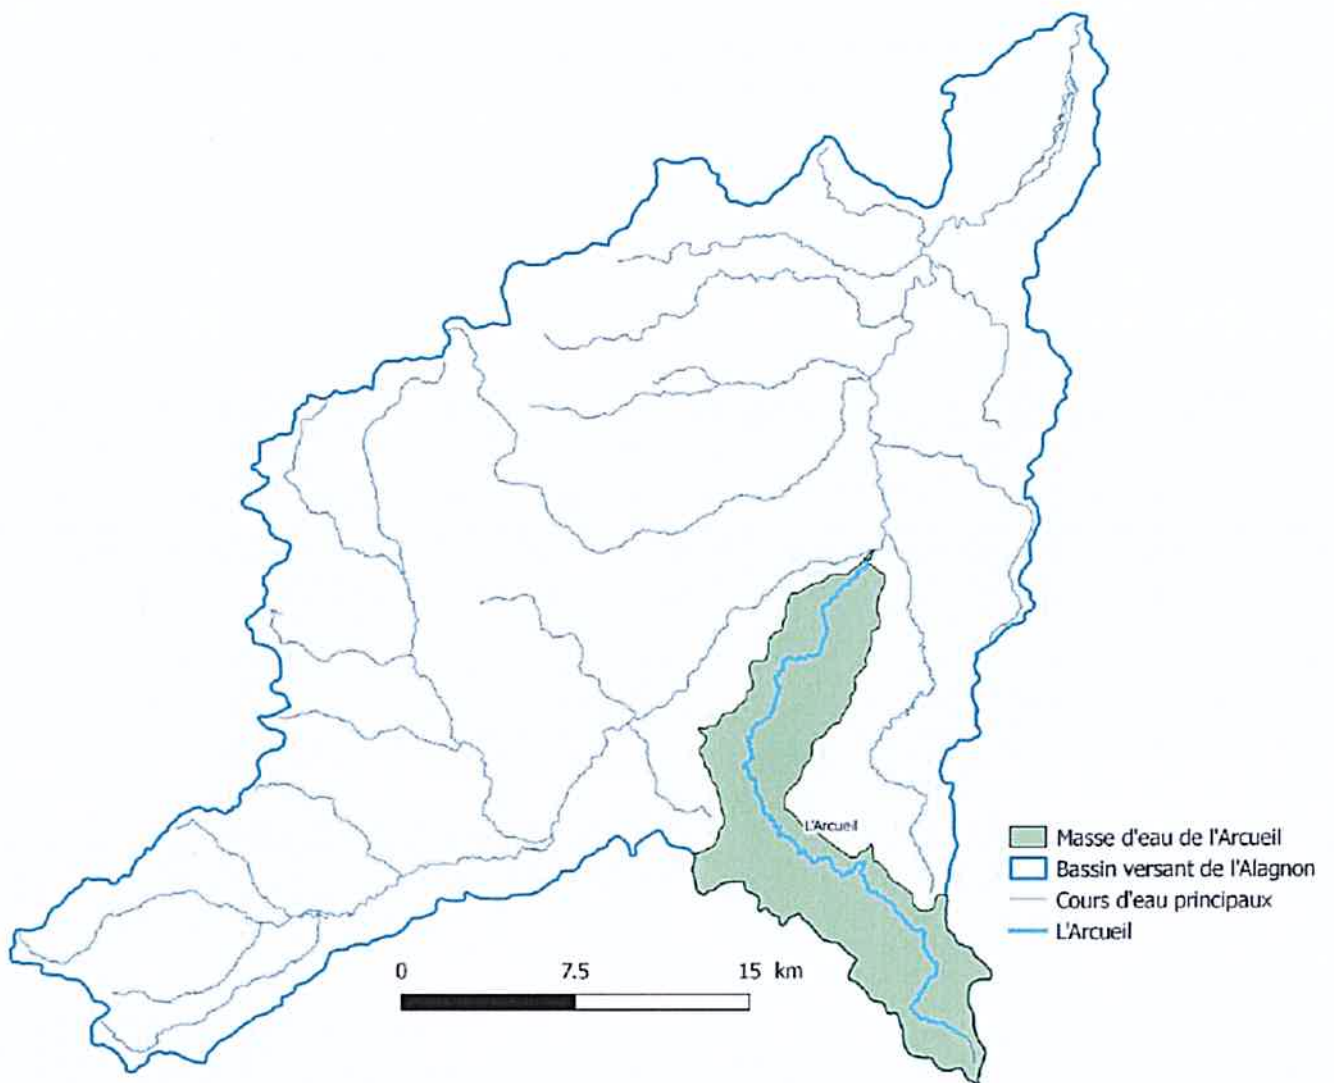 L'Arcueil
Masse d'eau de l'Arcueil
Bassin versant de l'Alagnon
Cours d'eau principaux
L'Arcueil
0 7.5 15 km